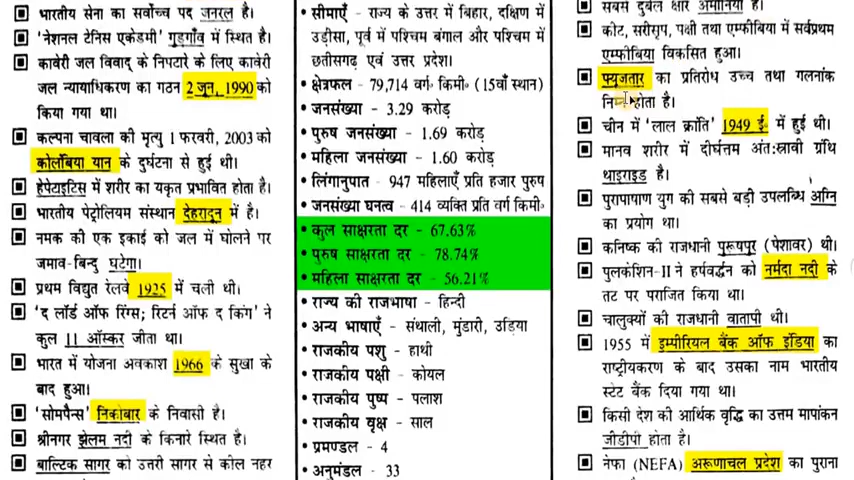 भारतीय सेना का सर्वोच्च पद जनरल है।
'नेशनल टेनिस एकेडमी' गुड़गाँव में स्थित है।
कावेरी जल विवाद के निपटारे के लिए कावेरी
जल न्यायाधिकरण का गठन 2 जून, 1990 को
किया गया था।
कल्पना चावला की मृत्यु 1 फरवरी, 2003 को
कोलंबिया यान के दुर्घटना से हुई थी।
हेपेटाइटिस में शरीर का यकृत प्रभावित होता है।
भारतीय पेट्रोलियम संस्थान देहरादून में है।
नमक की एक इकाई को जल में घोलने पर
जमाव-बिन्दु घटेगा।
प्रथम विद्युत रेलवे 1925 में चली थी।
'द लॉर्ड ऑफ रिंग्स; रिटर्न ऑफ द किंग' ने
कुल 11 ऑस्कर जीता था।
भारत में योजना अवकाश 1966 के सुखा के
बाद हुआ।
'सोमपैन्स' निकोबार के निवासी है।
श्रीनगर झेलम नदी के किनारे स्थित है।
बाल्टिक सागर को उत्तरी सागर से कील नहर
• सीमाएँ - राज्य के उत्तर में बिहार, दक्षिण में
उड़ीसा, पूर्व में पश्चिम बंगाल और पश्चिम में
छतीसगढ़ एवं उत्तर प्रदेश।
• क्षेत्रफल - 79,714 वर्ग किमी॰ (15वाँ स्थान)
• जनसंख्या - 3.29 करोड़
• पुरुष जनसंख्या - 1.69 करोड़
• महिला जनसंख्या - 1.60 करोड़
• लिंगानुपात - 947 महिलाएँ प्रति हजार पुरुष
• जनसंख्या घनत्व - 414 व्यक्ति प्रति वर्ग किमी॰
• कुल साक्षरता दर - 67.63%
• पुरुष साक्षरता दर - 78.74%
• महिला साक्षरता दर - 56.21%
• राज्य की राजभाषा - हिन्दी
• अन्य भाषाएँ - संथाली, मुंडारी, उड़िया
• राजकीय पशु - हाथी
• राजकीय पक्षी - कोयल
• राजकीय पुष्प - पलाश
• राजकीय वृक्ष - साल
• प्रमण्डल - 4
• अनुमंडल - 33
सबसे दुर्बल क्षार अमोनिया है।
कीट, सरीसृप, पक्षी तथा एम्फीबिया में सर्वप्रथम
एम्फीबिया विकसित हुआ।
फ्यूजतार का प्रतिरोध उच्च तथा गलनांक
होता है।
चीन में 'लाल क्रांति' 1949 ई॰ में हुई थी।
मानव शरीर में दीर्घतम अंतःस्रावी ग्रंथि
थाइराइड है।
पुरापाषाण युग की सबसे बड़ी उपलब्धि अग्नि
का प्रयोग था।
कनिष्क की राजधानी पुरूषपुर (पेशावर) थी।
पुलकेशिन-II ने हर्षवर्द्धन को नर्मदा नदी के
तट पर पराजित किया था।
चालुक्यों की राजधानी वातापी थी।
1955 में इम्पीरियल बैंक ऑफ इंडिया का
राष्ट्रीयकरण के बाद उसका नाम भारतीय
स्टेट बैंक दिया गया था।
किसी देश की आर्थिक वृद्धि का उत्तम मापांकन
जीडीपी होता है।
नेफा (NEFA) अरूणाचल प्रदेश का पुराना